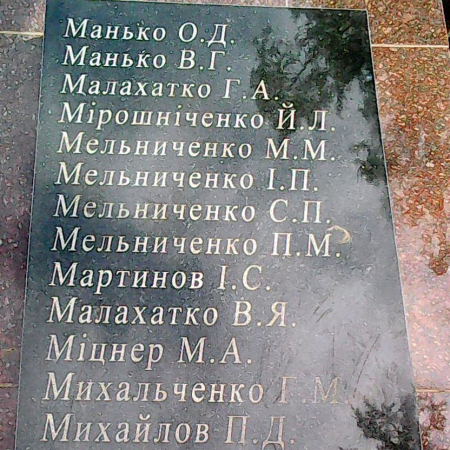 Манько О.Д.
Манько В.Г.
Малахатко Г.А.
Мірошніченко Й.Л.
Мельниченко М.М.
Мельниченко І.П.
Мельниченко С.П.
Мельниченко П.М.
Мартинов І.С.
Малахатко В.Я.
Міцнер М.А.
Михальченко Г.М.
Михайлов П.Д.